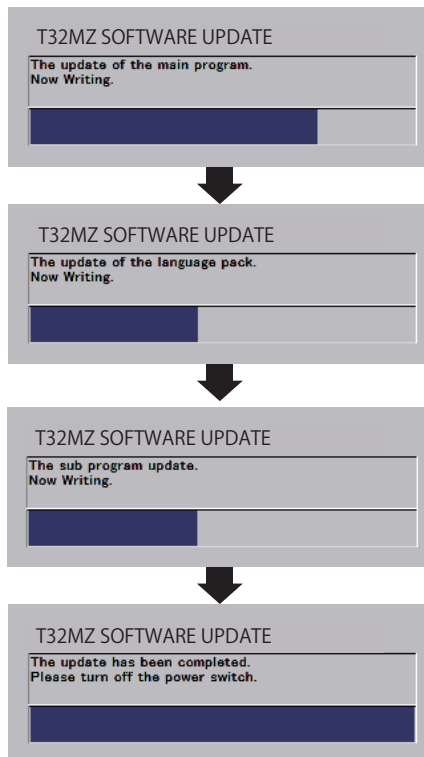 T32MZ SOFTWARE UPDATE
The update of the main program.
Now Writing.
T32MZ SOFTWARE UPDATE
The update of the language pack.
Now Writing.
T32MZ SOFTWARE UPDATE
The sub program update.
Now Writing.
T32MZ SOFTWARE UPDATE
The update has been completed.
Please turn off the power switch.